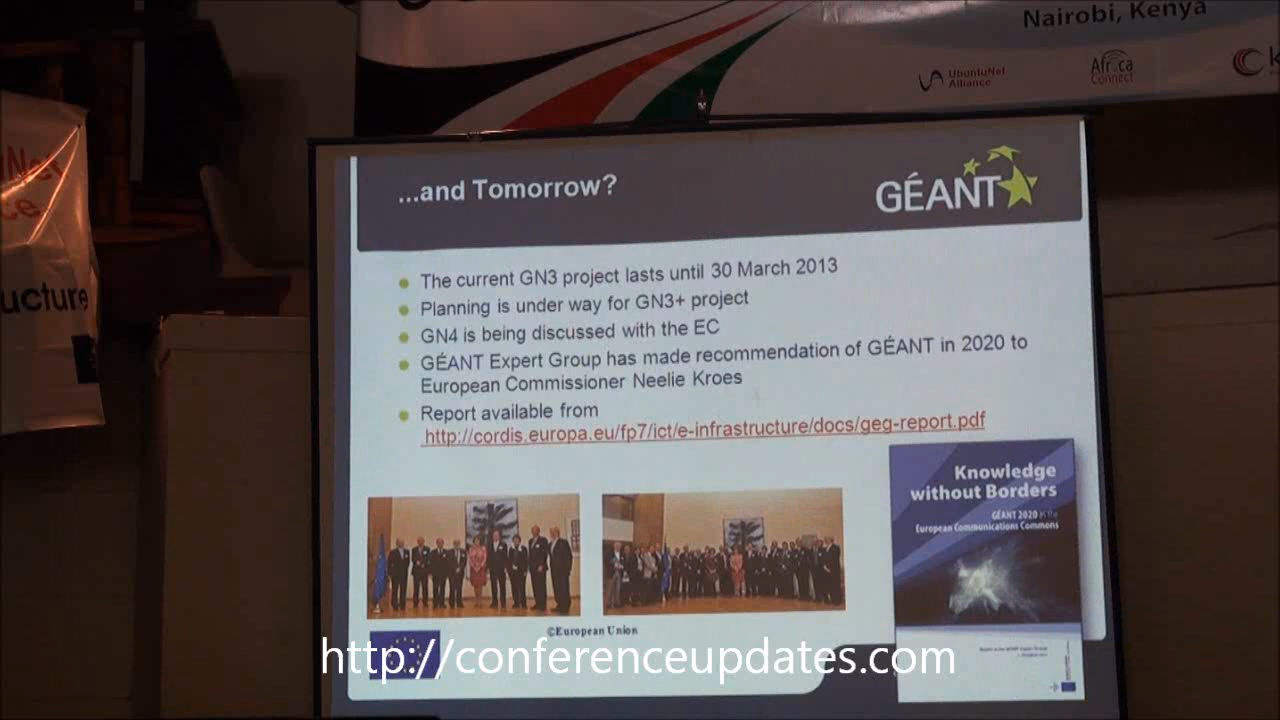 Nairobi, Kenya
UbuntuNet
Alliance
Africa
Connect
ucture
...and Tomorrow?
GÉANT
The current GN3 project lasts until 30 March 2013
Planning is under way for GN3+ project
GN4 is being discussed with the EC
GÉANT Expert Group has made recommendation of GÉANT in 2020 to
European Commissioner Neelie Kroes
Report available from
http://cordis.europa.eu/fp7/ict/e-infrastructure/docs/geg-report.pdf
Knowledge
without Borders
GÉANT 2020 as the
European Communications Commons
©European Union
http://conferenceupdates.com